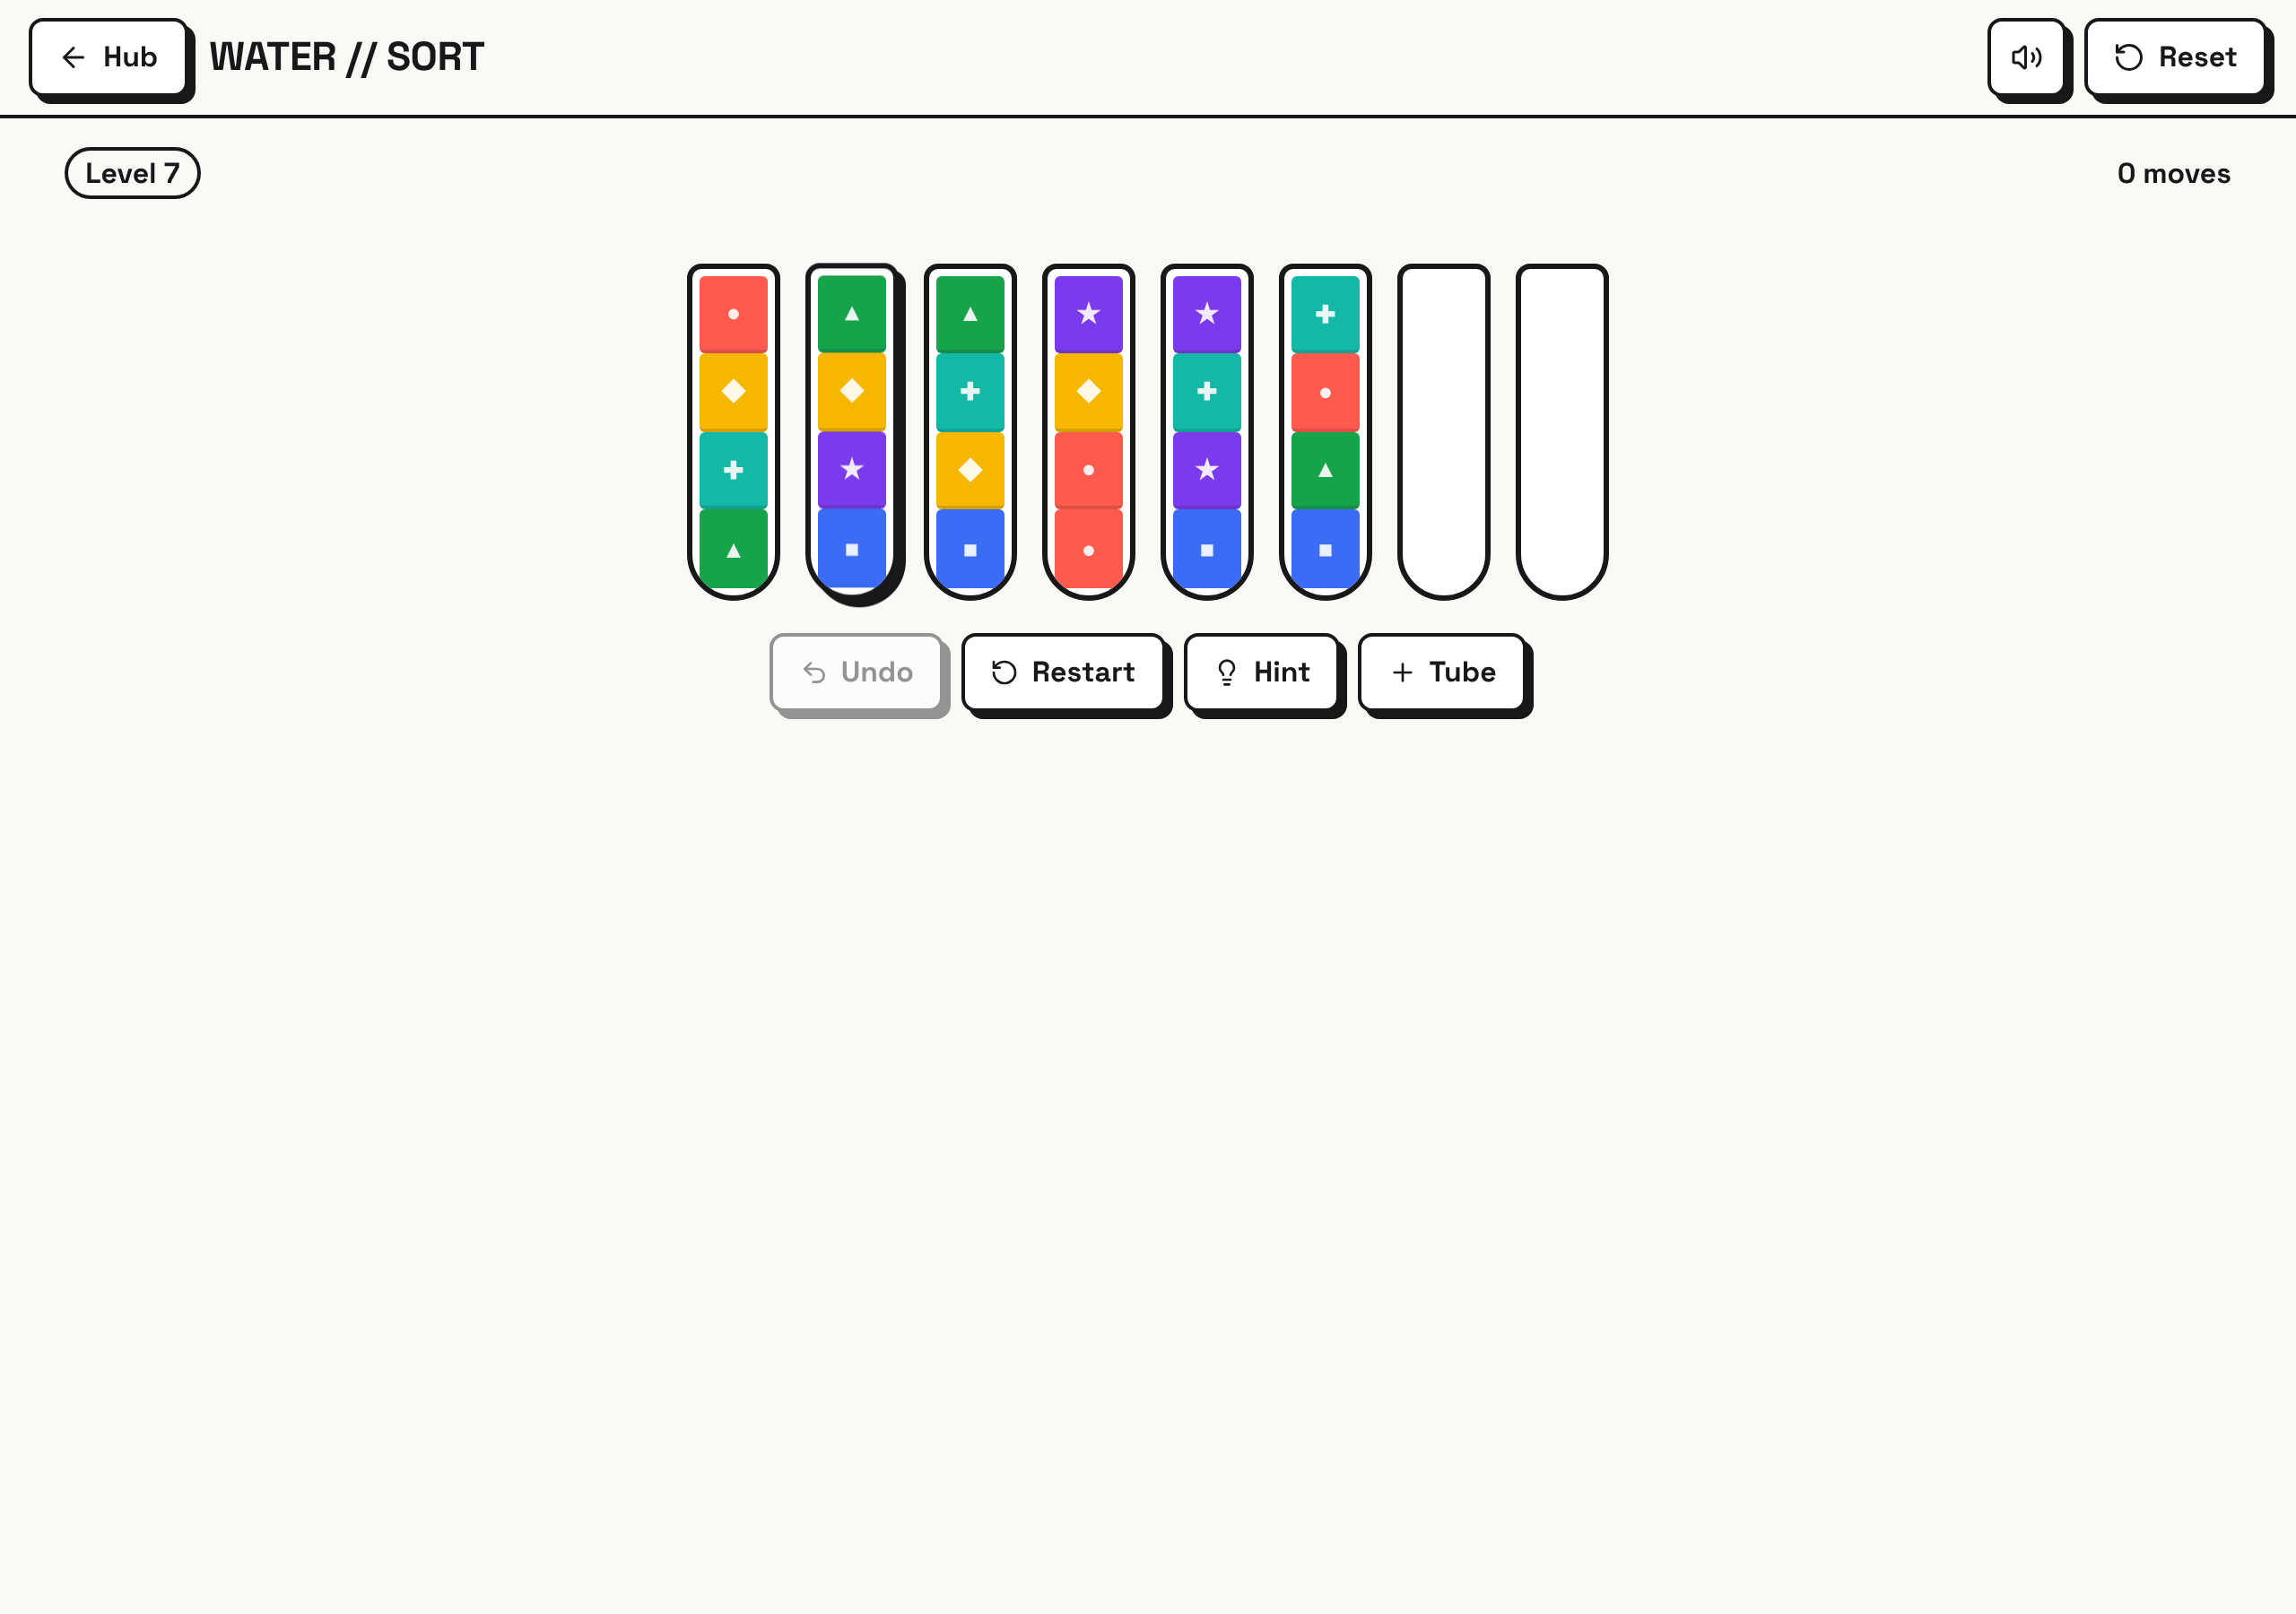 Hub
WATER // SORT
Reset
Level 7
0 moves
Undo
Restart
Hint
Tube